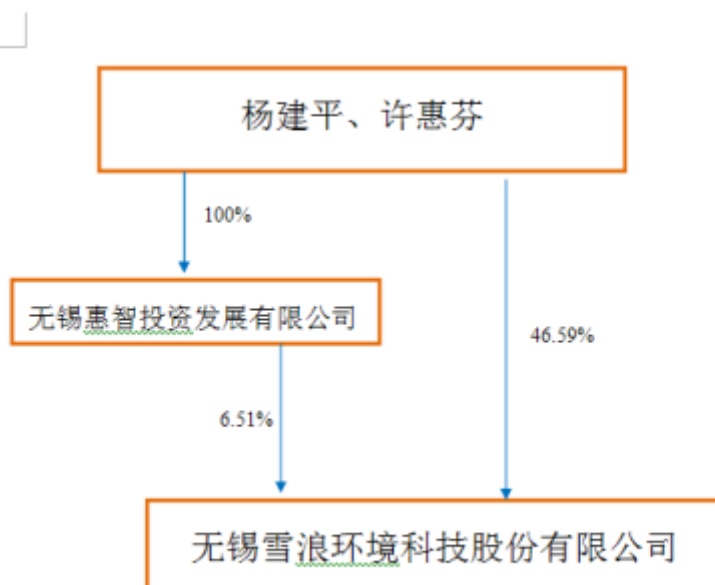 杨建平、许惠芬
100%
无锡惠智投资发展有限公司
46.59%
6.51%
无锡雪浪环境科技股份有限公司